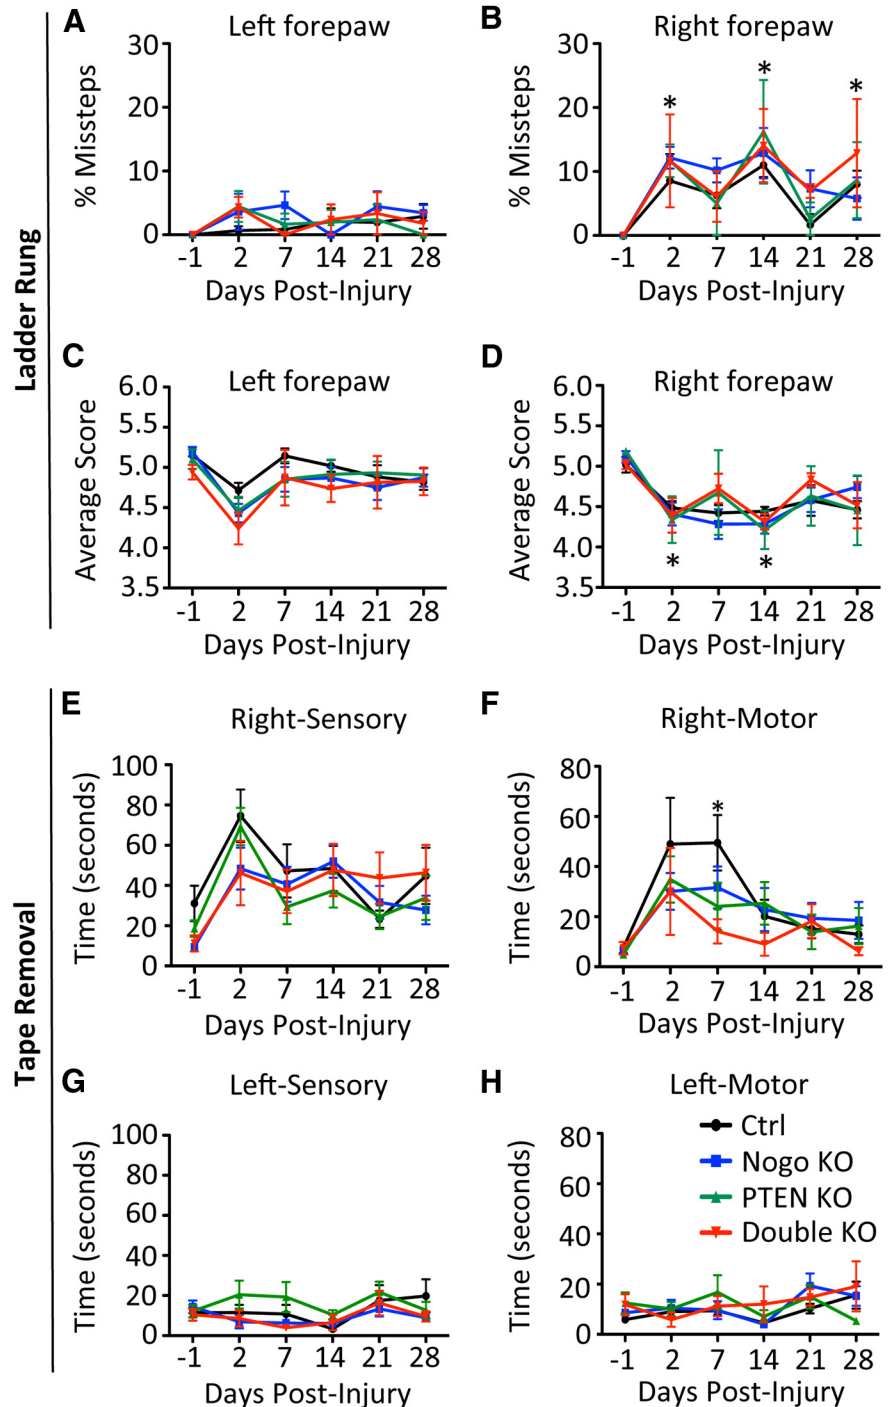 Ladder Rung
A
Left forepaw
% Missteps
30
20
10
0
-1 2 7 14 21 28
Days Post-Injury
B
Right forepaw
% Missteps
30
20
10
0
* * *
-1 2 7 14 21 28
Days Post-Injury
C
Left forepaw
Average Score
6.0
5.5
5.0
4.5
4.0
3.5
-1 2 7 14 21 28
Days Post-Injury
D
Right forepaw
Average Score
6.0
5.5
5.0
4.5
4.0
3.5
* *
-1 2 7 14 21 28
Days Post-Injury
Tape Removal
E
Right-Sensory
Time (seconds)
100
80
60
40
20
0
-1 2 7 14 21 28
Days Post-Injury
F
Right-Motor
Time (seconds)
80
60
40
20
0
*
-1 2 7 14 21 28
Days Post-Injury
G
Left-Sensory
Time (seconds)
100
80
60
40
20
0
-1 2 7 14 21 28
Days Post-Injury
H
Left-Motor
Time (seconds)
80
60
40
20
0
Ctrl
Nogo KO
PTEN KO
Double KO
-1 2 7 14 21 28
Days Post-Injury